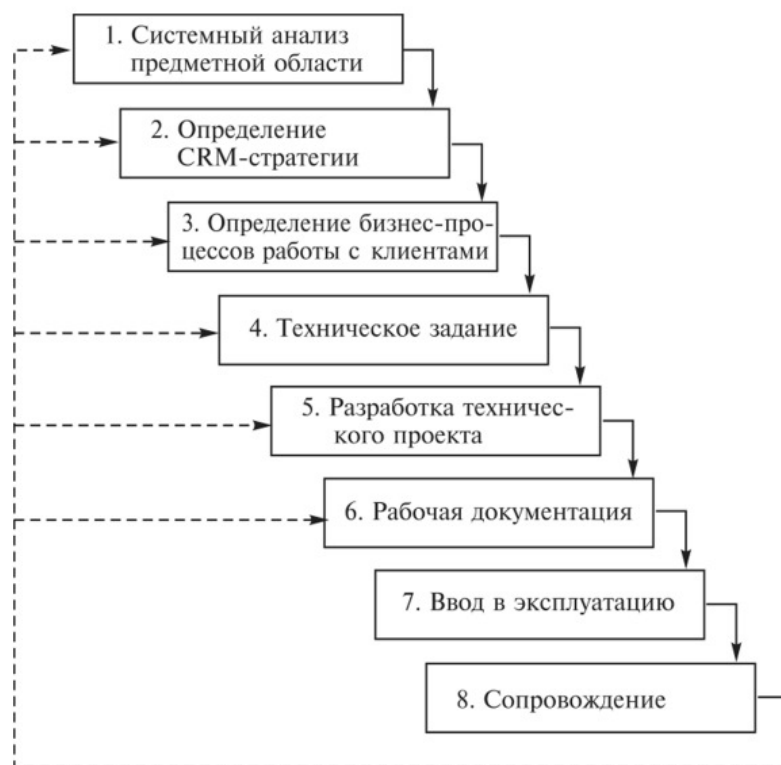 1. Системный анализ
предметной области
2. Определение
CRM-стратегии
3. Определение бизнес-про-
цессов работы с клиентами
4. Техническое задание
5. Разработка техничес-
кого проекта
6. Рабочая документация
7. Ввод в эксплуатацию
8. Сопровождение